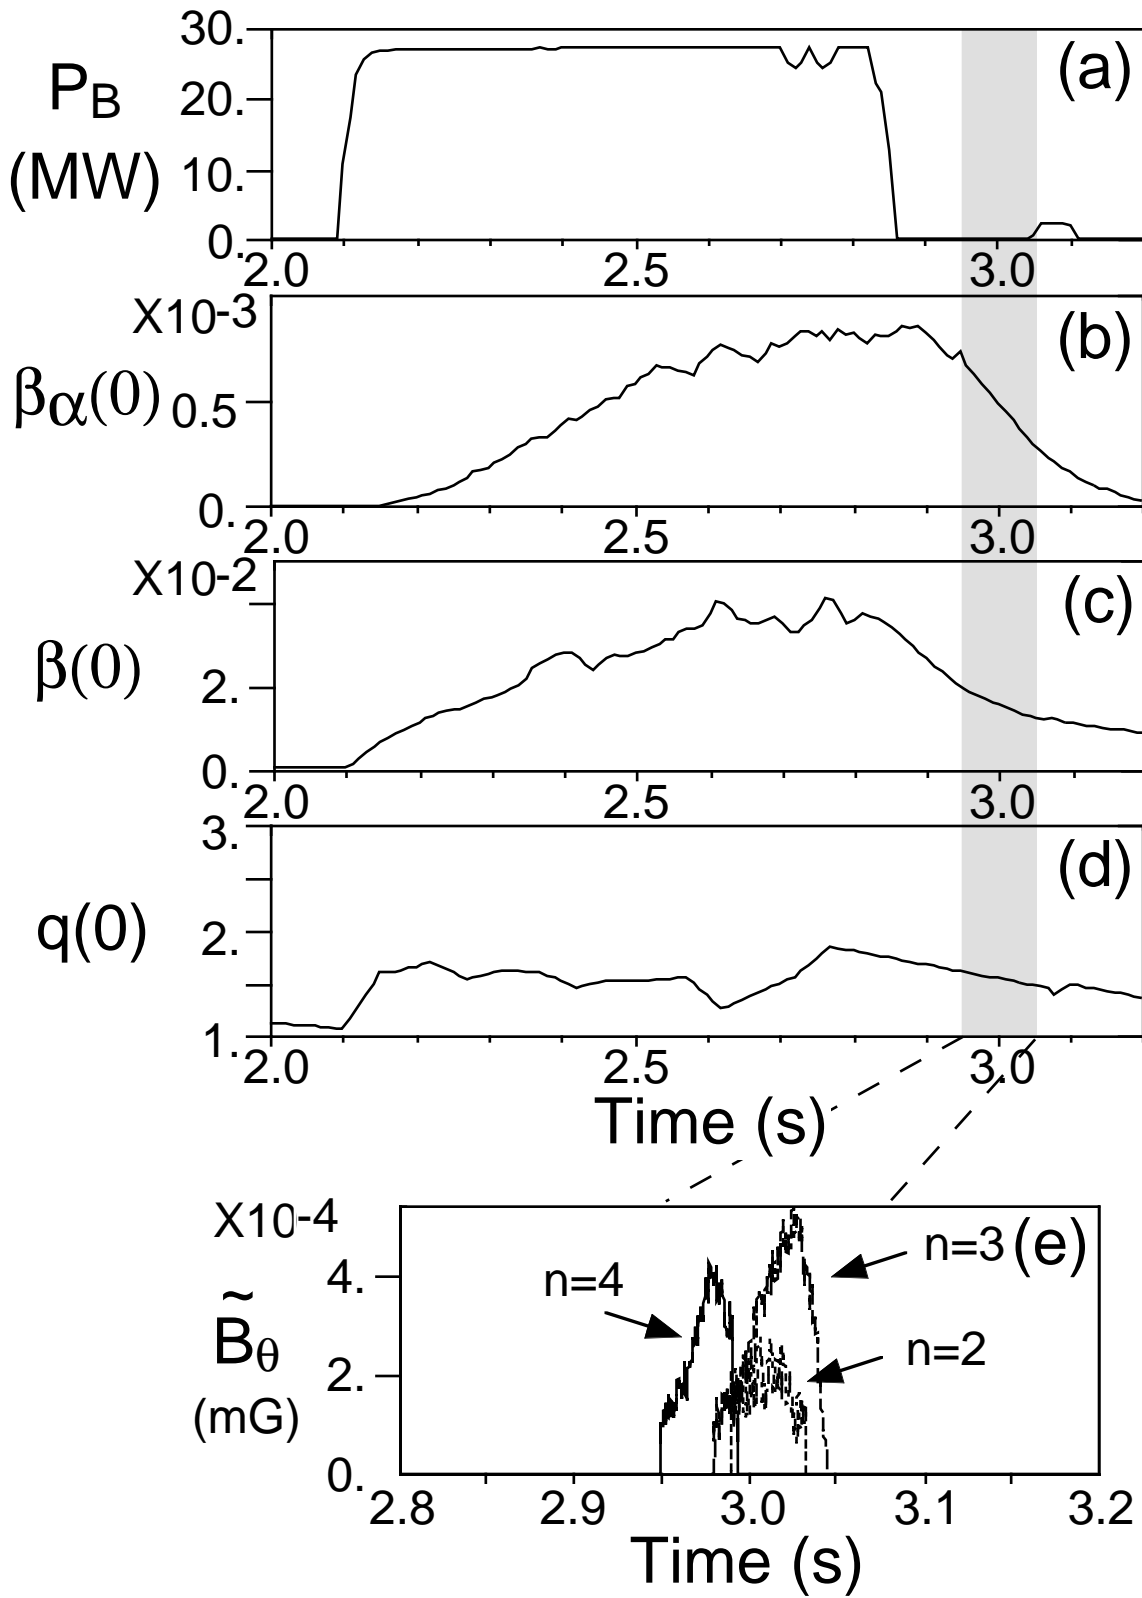 30.
P_B
20.
(MW)
10.
0.
(a)
2.0 2.5 3.0
X10-3
(b)
βα(0) 0.5
0.
2.0 2.5 3.0
X10-2
(c)
β(0)
2.
0.
2.0 2.5 3.0
3.
(d)
q(0)
2.
1.
2.0 2.5 3.0
Time (s)
X10-4
n=3 (e)
4.
n=4
B̃θ
2.
n=2
(mG)
0.
2.8 2.9 3.0 3.1 3.2
Time (s)